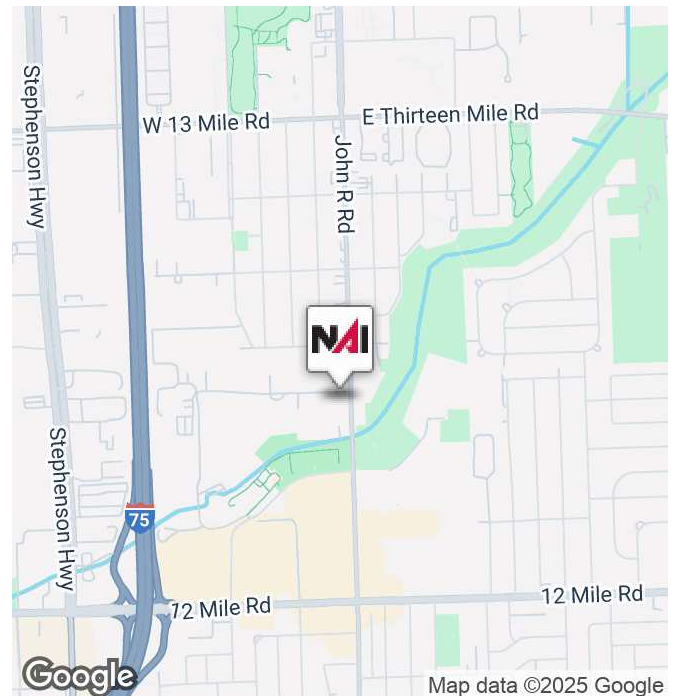 Stephenson Hwy
W 13 Mile Rd
E Thirteen Mile Rd
John R Rd
NAI
Stephenson Hwy
75
12 Mile Rd
12 Mile Rd
Google
Map data ©2025 Google